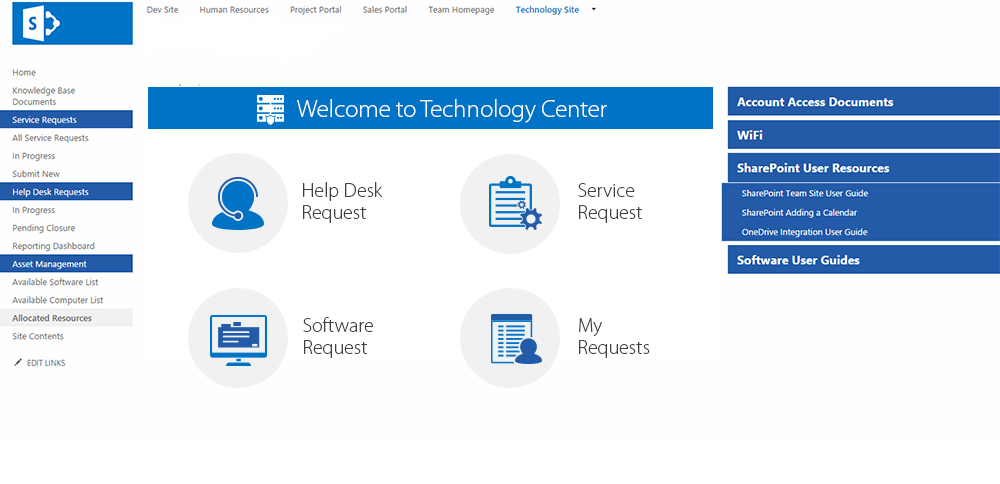 S
Dev Site
Human Resources
Project Portal
Sales Portal
Team Homepage
Technology Site
Home
Knowledge Base
Documents
Service Requests
All Service Requests
In Progress
Submit New
Help Desk Requests
In Progress
Pending Closure
Reporting Dashboard
Asset Management
Available Software List
Available Computer List
Allocated Resources
Site Contents
EDIT LINKS
Welcome to Technology Center
Help Desk
Request
Service
Request
Software
Request
My
Requests
Account Access Documents
WiFi
SharePoint User Resources
SharePoint Team Site User Guide
SharePoint Adding a Calendar
OneDrive Integration User Guide
Software User Guides